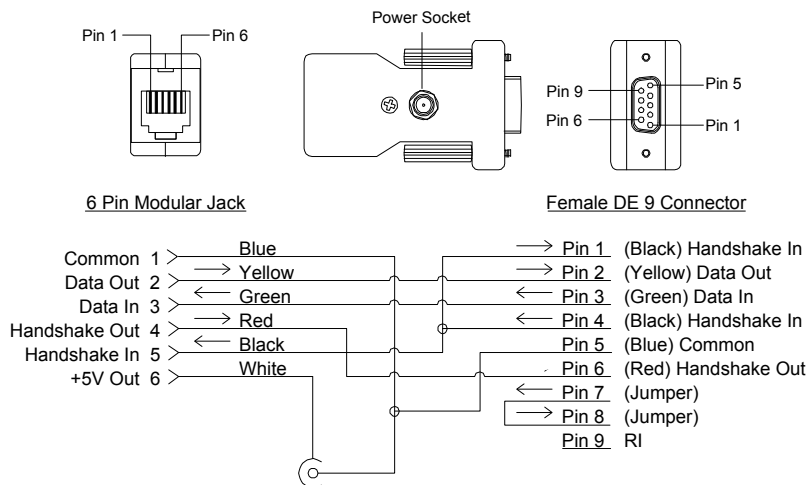 Power Socket
Pin 1
Pin 6
Pin 9
Pin 5
Pin 6
Pin 1
6 Pin Modular Jack
Female DE 9 Connector
Common 1
Blue
Data Out 2
Yellow
Data In 3
Green
Handshake Out 4
Red
Handshake In 5
Black
+5V Out 6
White
Pin 1 (Black) Handshake In
Pin 2 (Yellow) Data Out
Pin 3 (Green) Data In
Pin 4 (Black) Handshake In
Pin 5 (Blue) Common
Pin 6 (Red) Handshake Out
Pin 7 (Jumper)
Pin 8 (Jumper)
Pin 9 RI